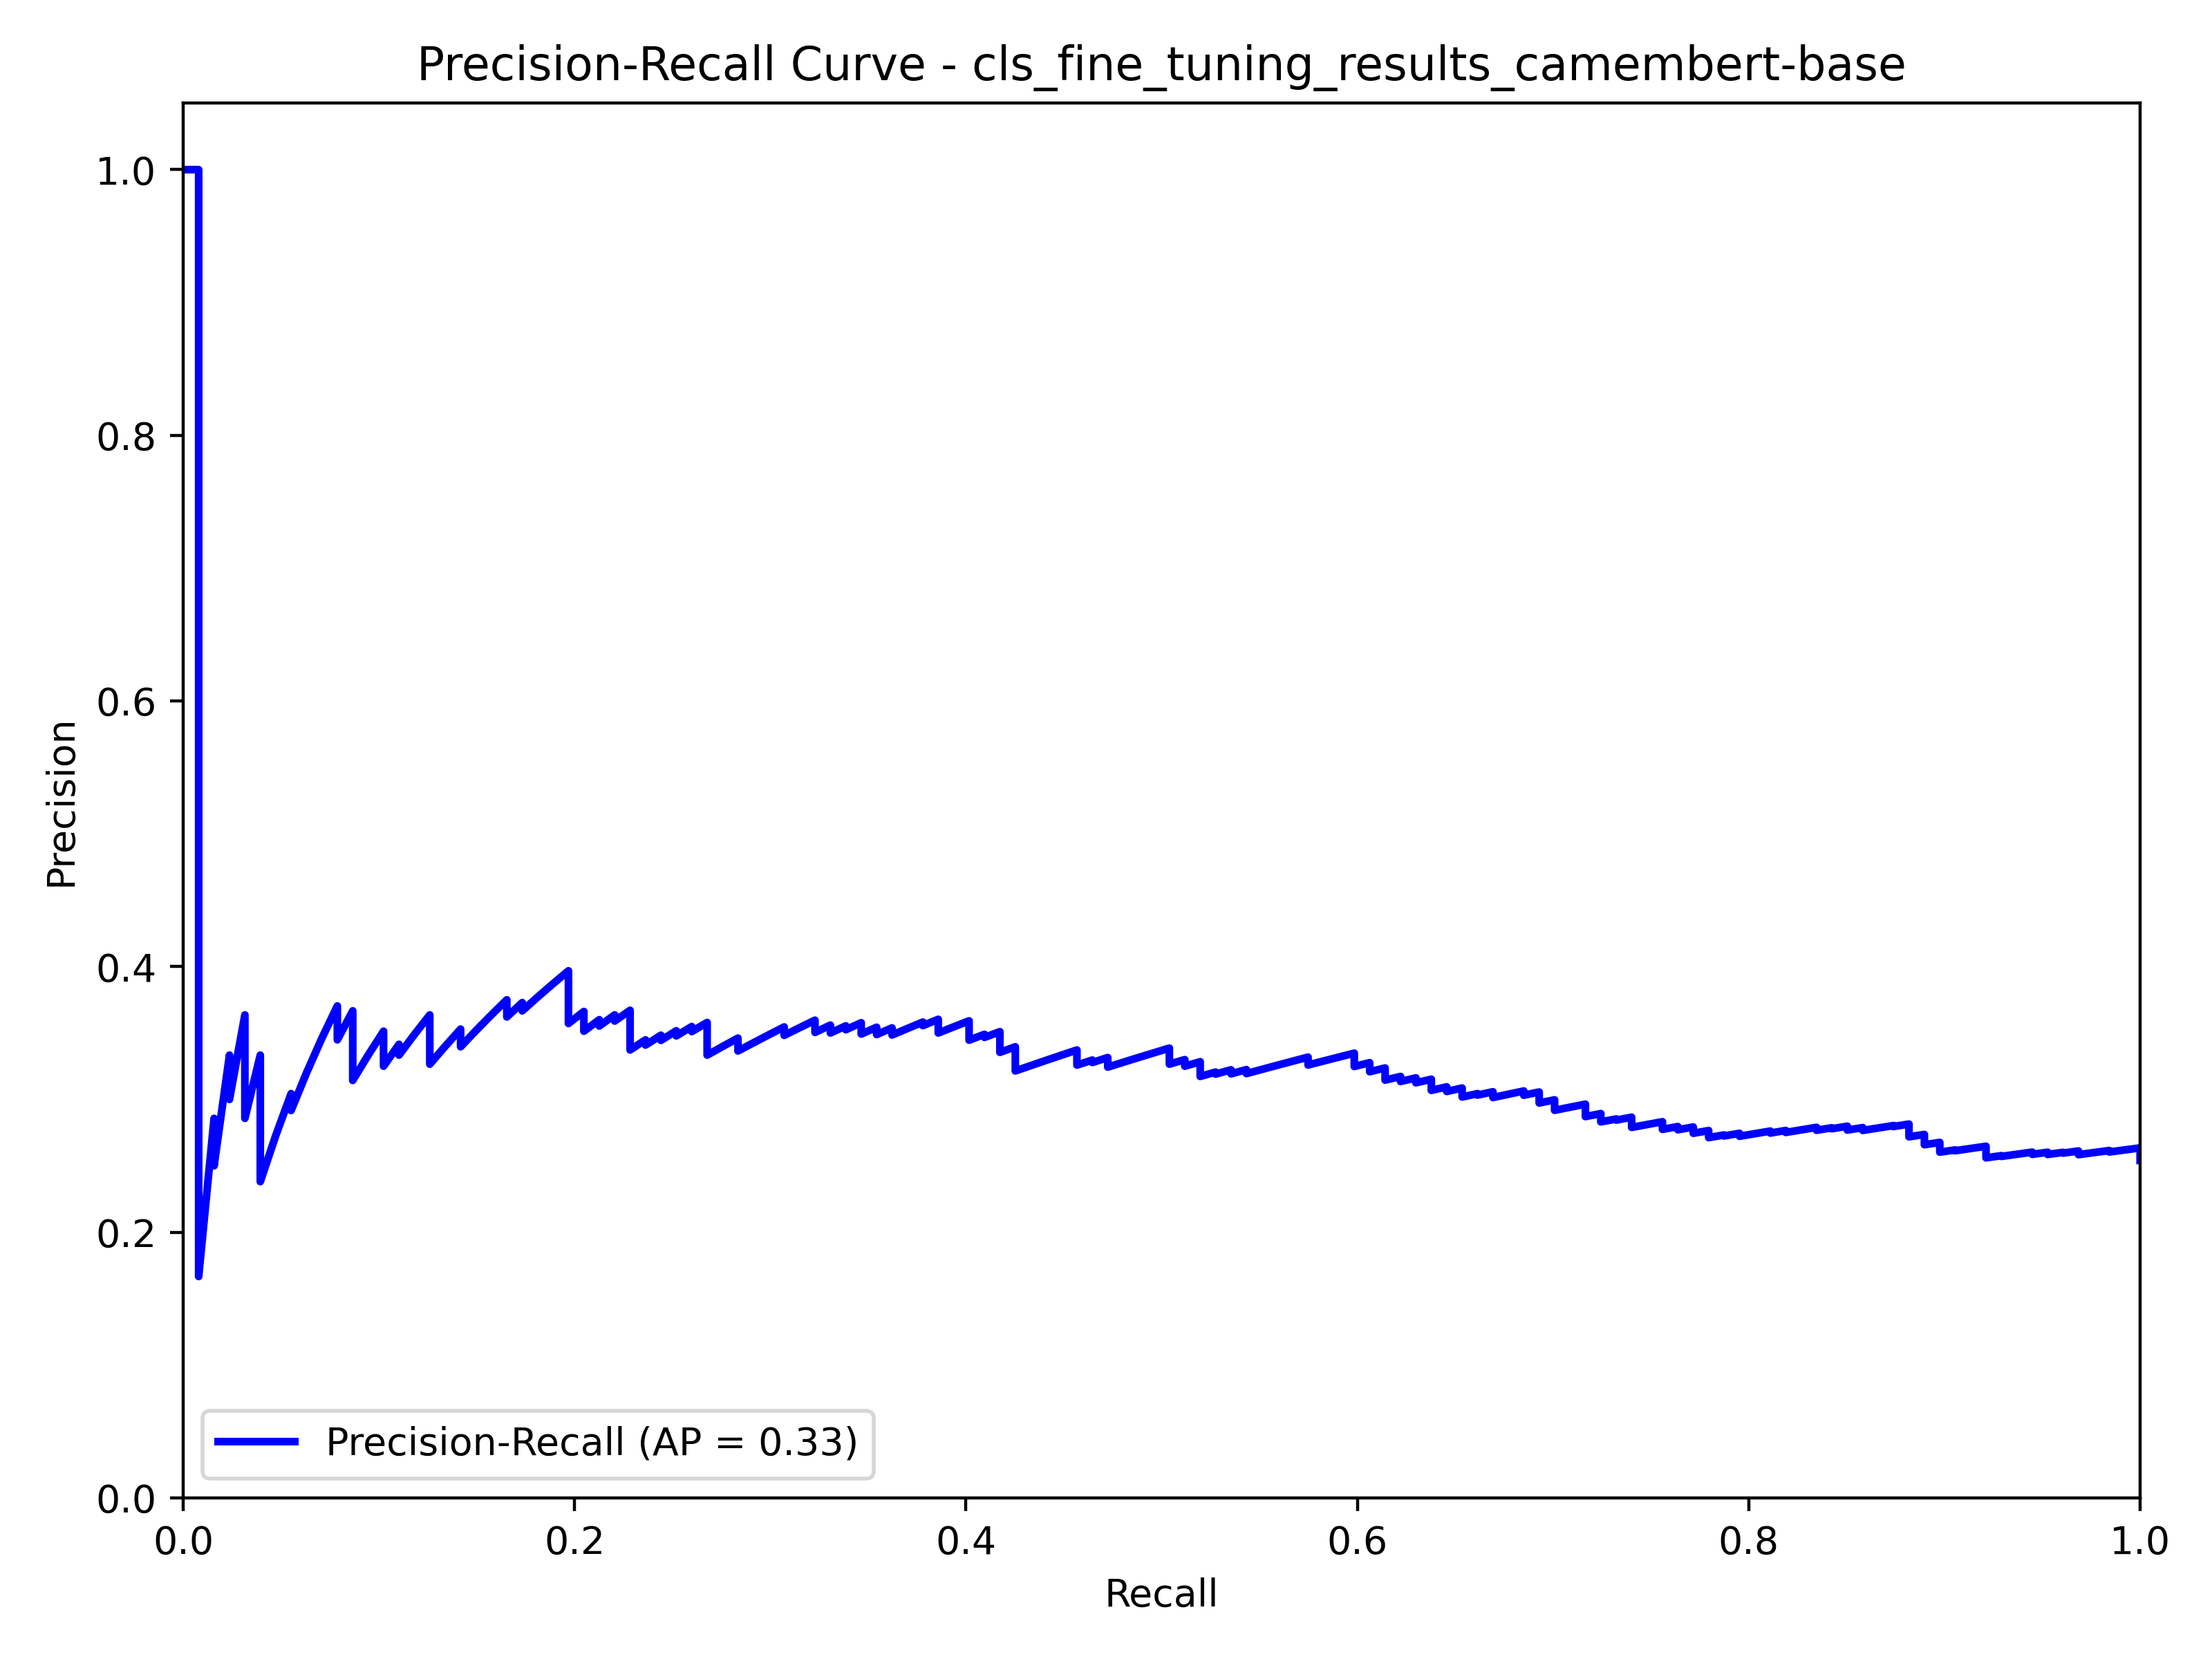 Precision-Recall Curve - cls_fine_tuning_results_camembert-base
1.0
0.8
0.6
0.4
0.2
0.0
Precision
Precision-Recall (AP = 0.33)
0.0 0.2 0.4 0.6 0.8 1.0
Recall